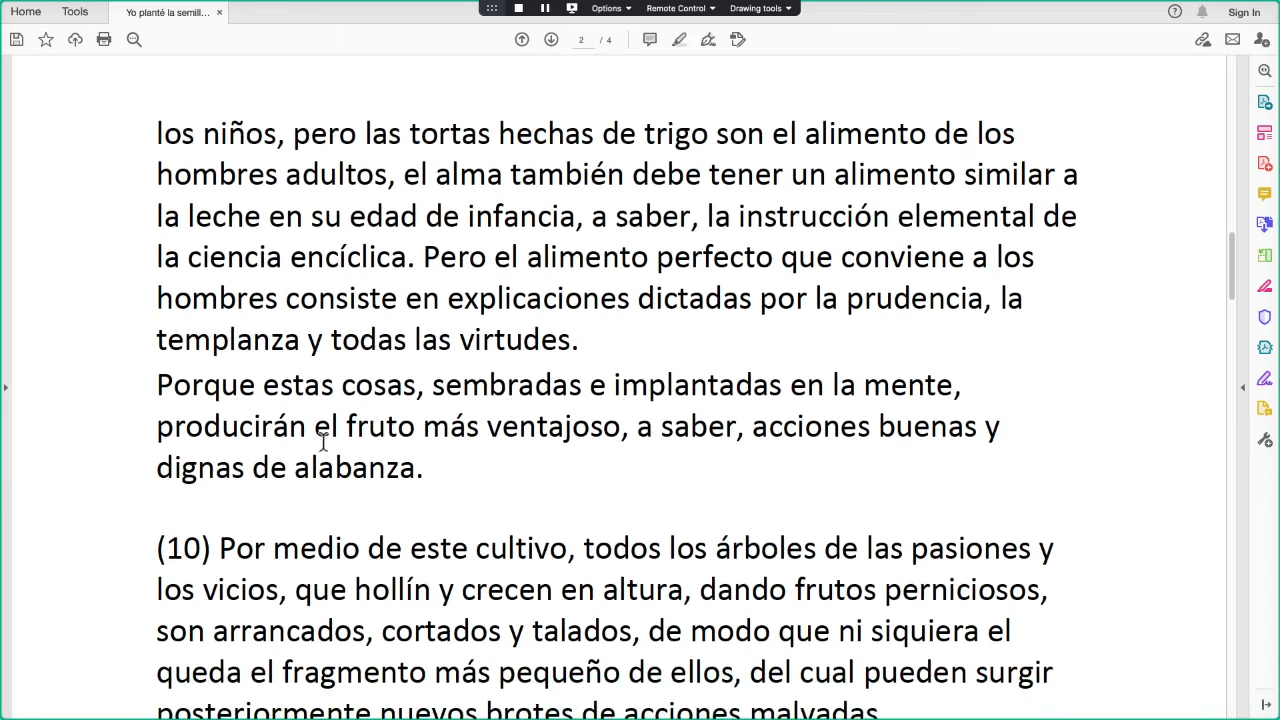 Home Tools Yo planté la semill... × Options Remote Control Drawing tools Sign In
2 / 4
los niños, pero las tortas hechas de trigo son el alimento de los
hombres adultos, el alma también debe tener un alimento similar a
la leche en su edad de infancia, a saber, la instrucción elemental de
la ciencia encíclica. Pero el alimento perfecto que conviene a los
hombres consiste en explicaciones dictadas por la prudencia, la
templanza y todas las virtudes.
Porque estas cosas, sembradas e implantadas en la mente,
producirán el fruto más ventajoso, a saber, acciones buenas y
dignas de alabanza.
(10) Por medio de este cultivo, todos los árboles de las pasiones y
los vicios, que hollín y crecen en altura, dando frutos perniciosos,
son arrancados, cortados y talados, de modo que ni siquiera el
queda el fragmento más pequeño de ellos, del cual pueden surgir
posteriormente nuevos brotes de acciones malvadas.